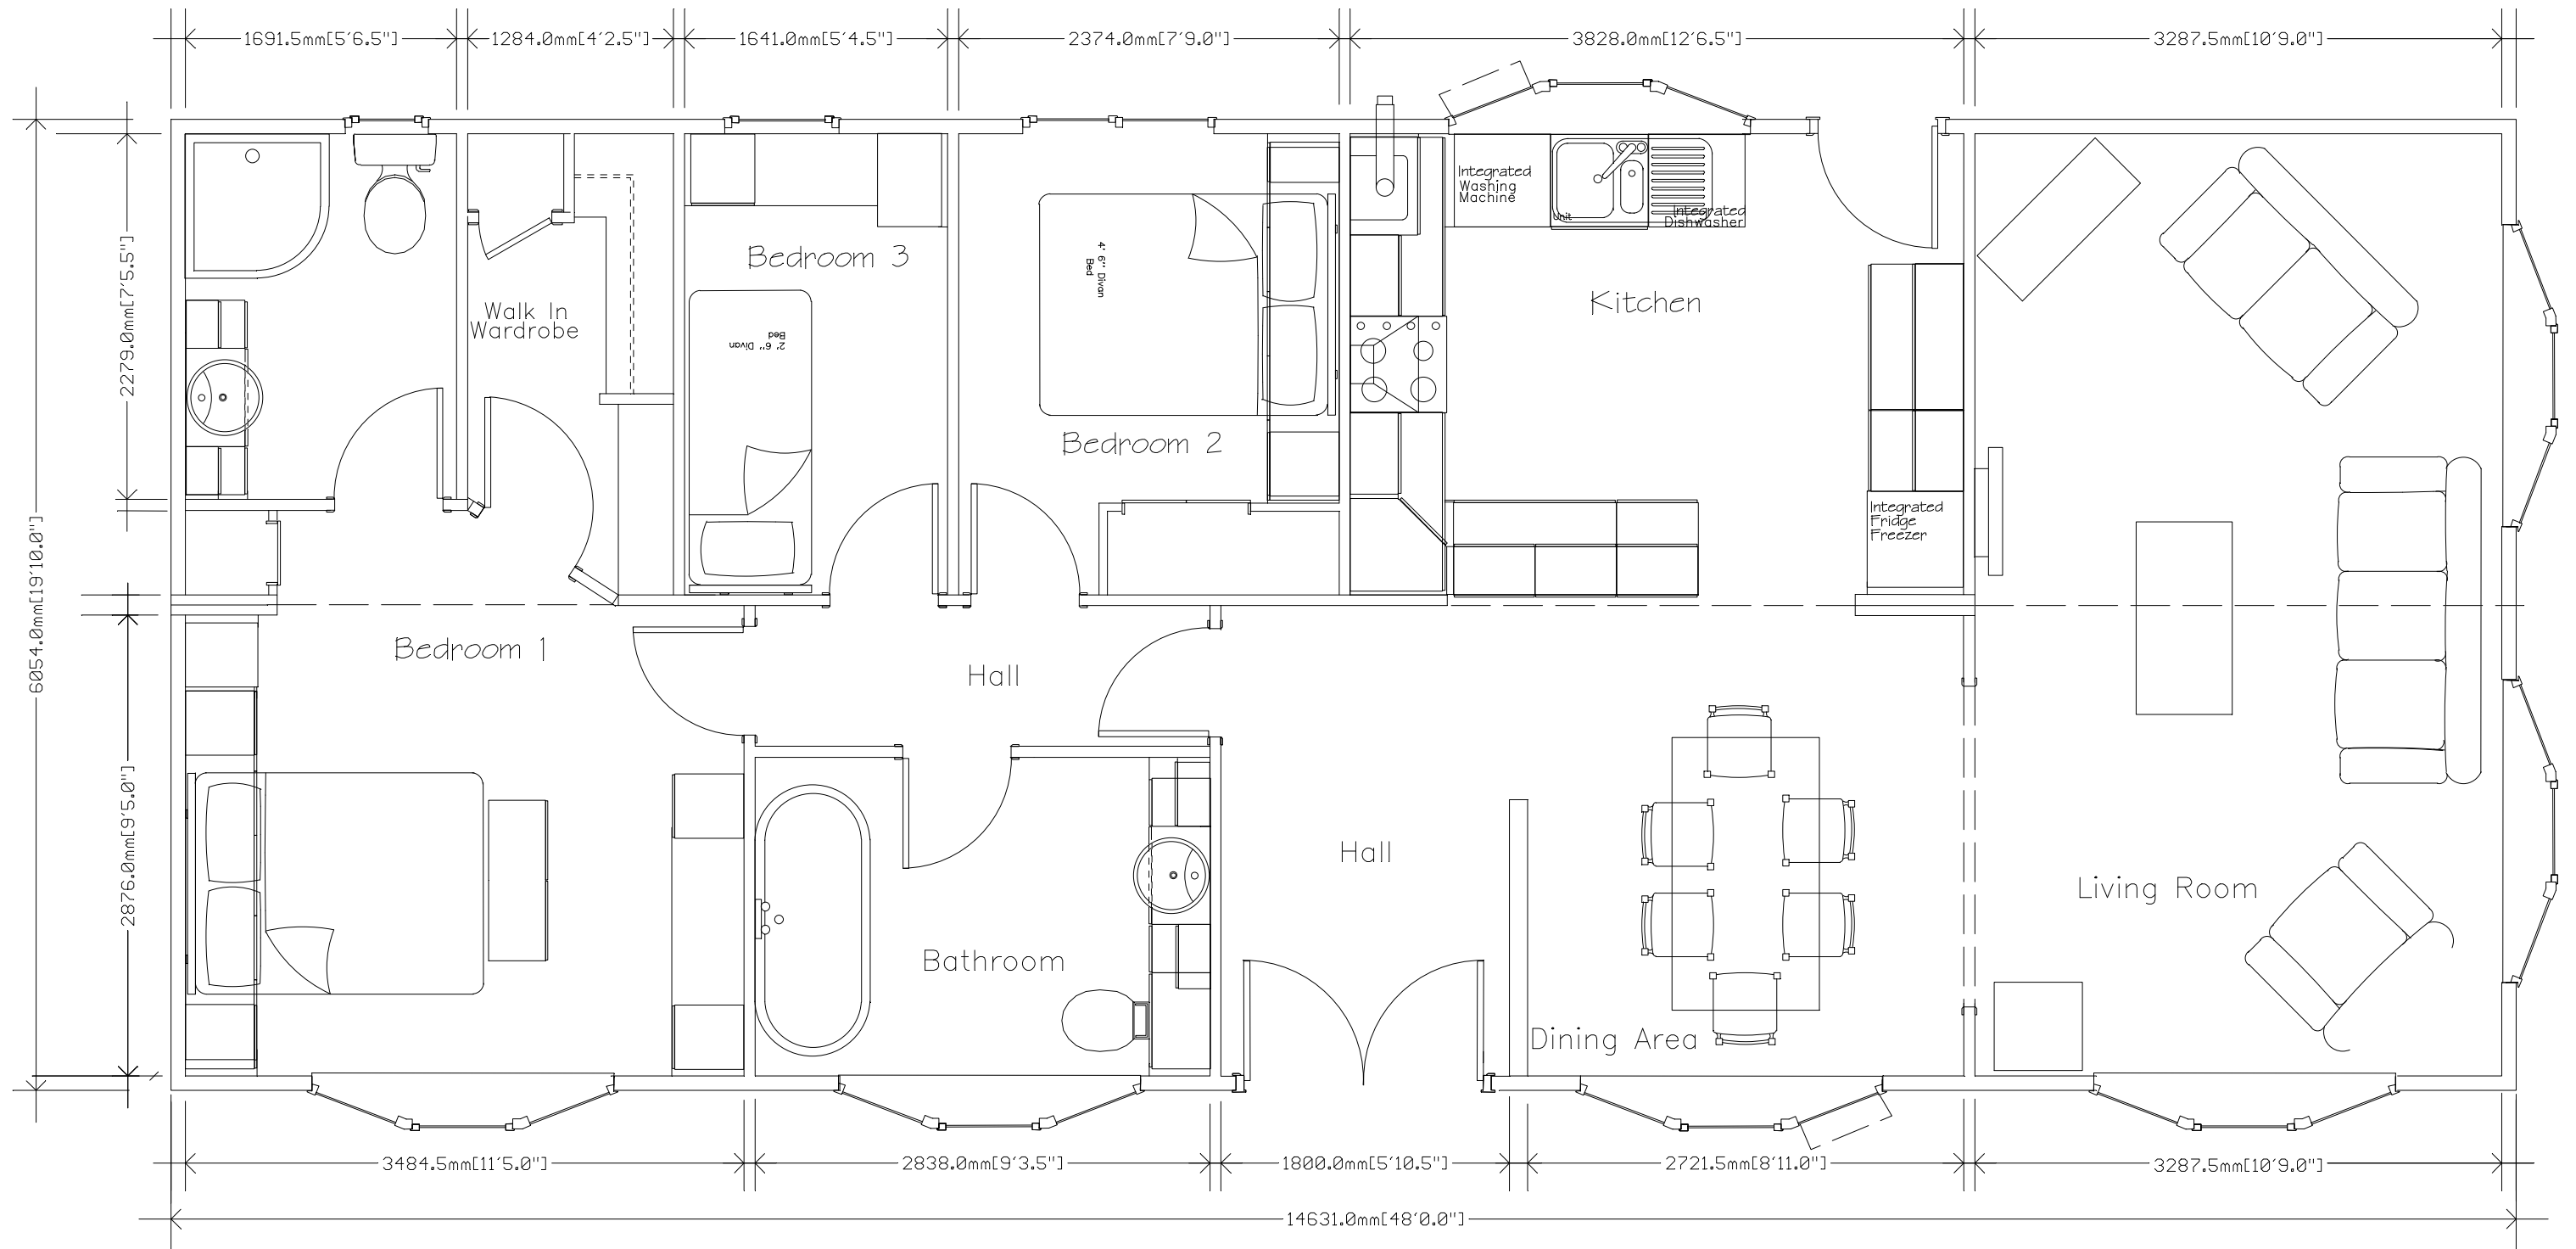 1691.5mm[5'6.5"]
1284.0mm[4'2.5"]
1641.0mm[5'4.5"]
2374.0mm[7'9.0"]
3828.0mm[12'6.5"]
3287.5mm[10'9.0"]
6054.0mm[19'10.0"]
2279.0mm[7'5.5"]
2876.0mm[9'5.0"]
Walk In
Wardrobe
Bedroom 3
2' 6'' Divan
Bed
4' 6'' Divan
Bed
Bedroom 2
Integrated
Washing
Machine
Unit
Integrated
Dishwasher
Kitchen
Integrated
Fridge
Freezer
Bedroom 1
Hall
Bathroom
Hall
Dining Area
Living Room
3484.5mm[11'5.0"]
2838.0mm[9'3.5"]
1800.0mm[5'10.5"]
2721.5mm[8'11.0"]
3287.5mm[10'9.0"]
14631.0mm[48'0.0"]